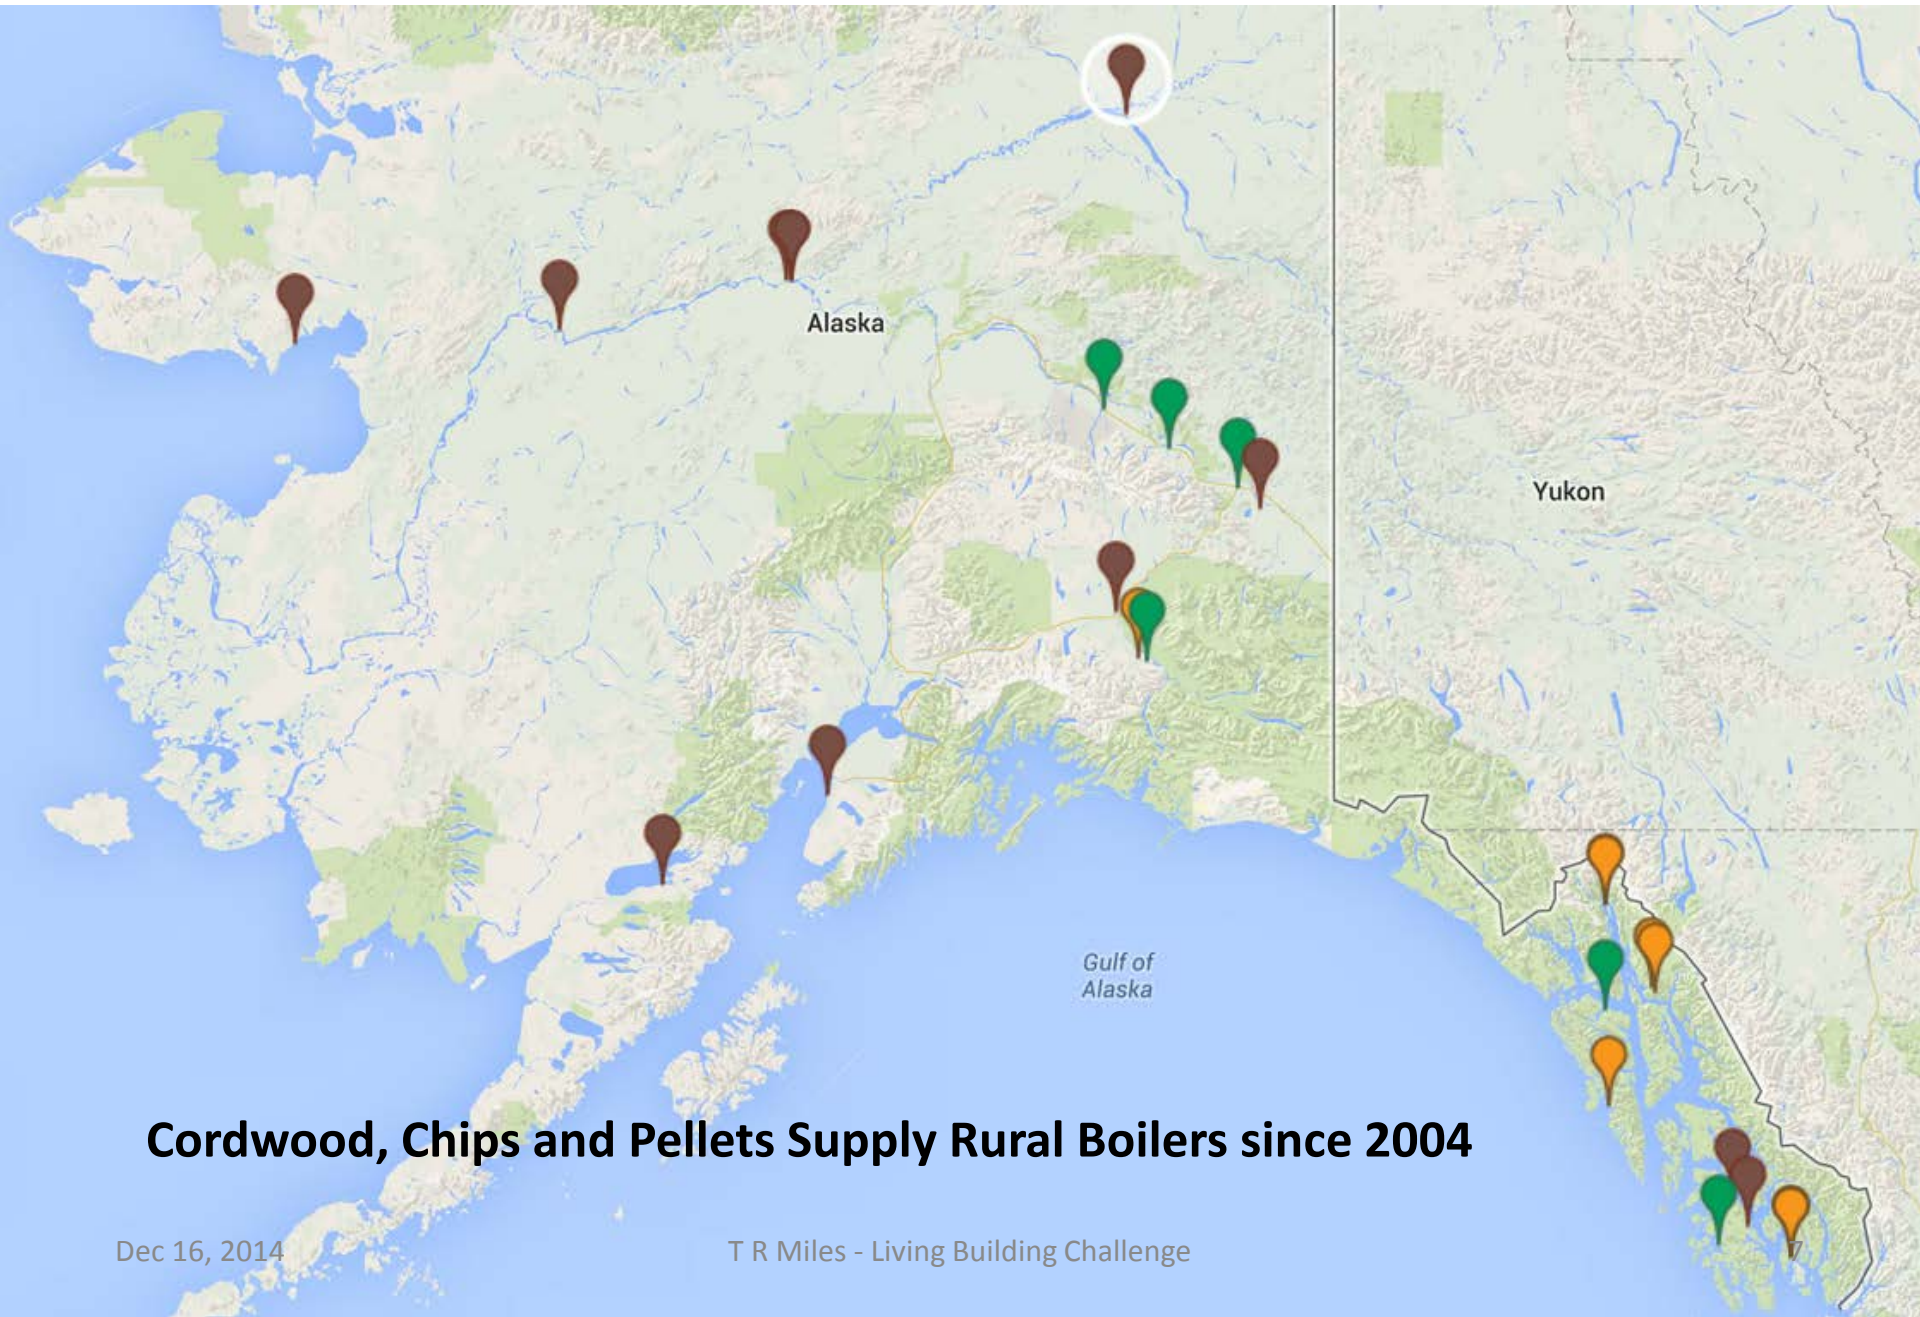 Alaska
Yukon
Gulf of
Alaska
Cordwood, Chips and Pellets Supply Rural Boilers since 2004
Dec 16, 2014
T R Miles - Living Building Challenge
7